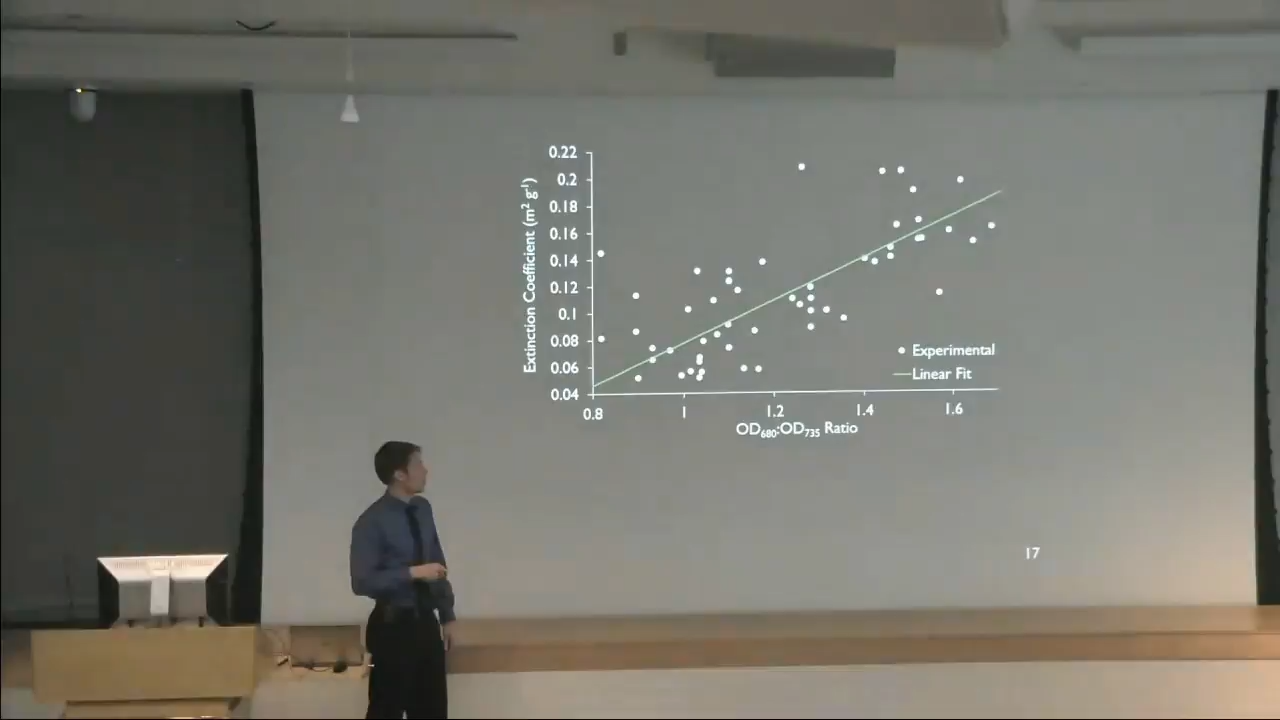 0.22
0.2
0.18
0.16
0.14
0.12
0.1
0.08
0.06
0.04
Extinction Coefficient (m² g⁻¹)
Experimental
Linear Fit
0.8 1 1.2 1.4 1.6
OD₆₈₀:OD₇₃₅ Ratio
17